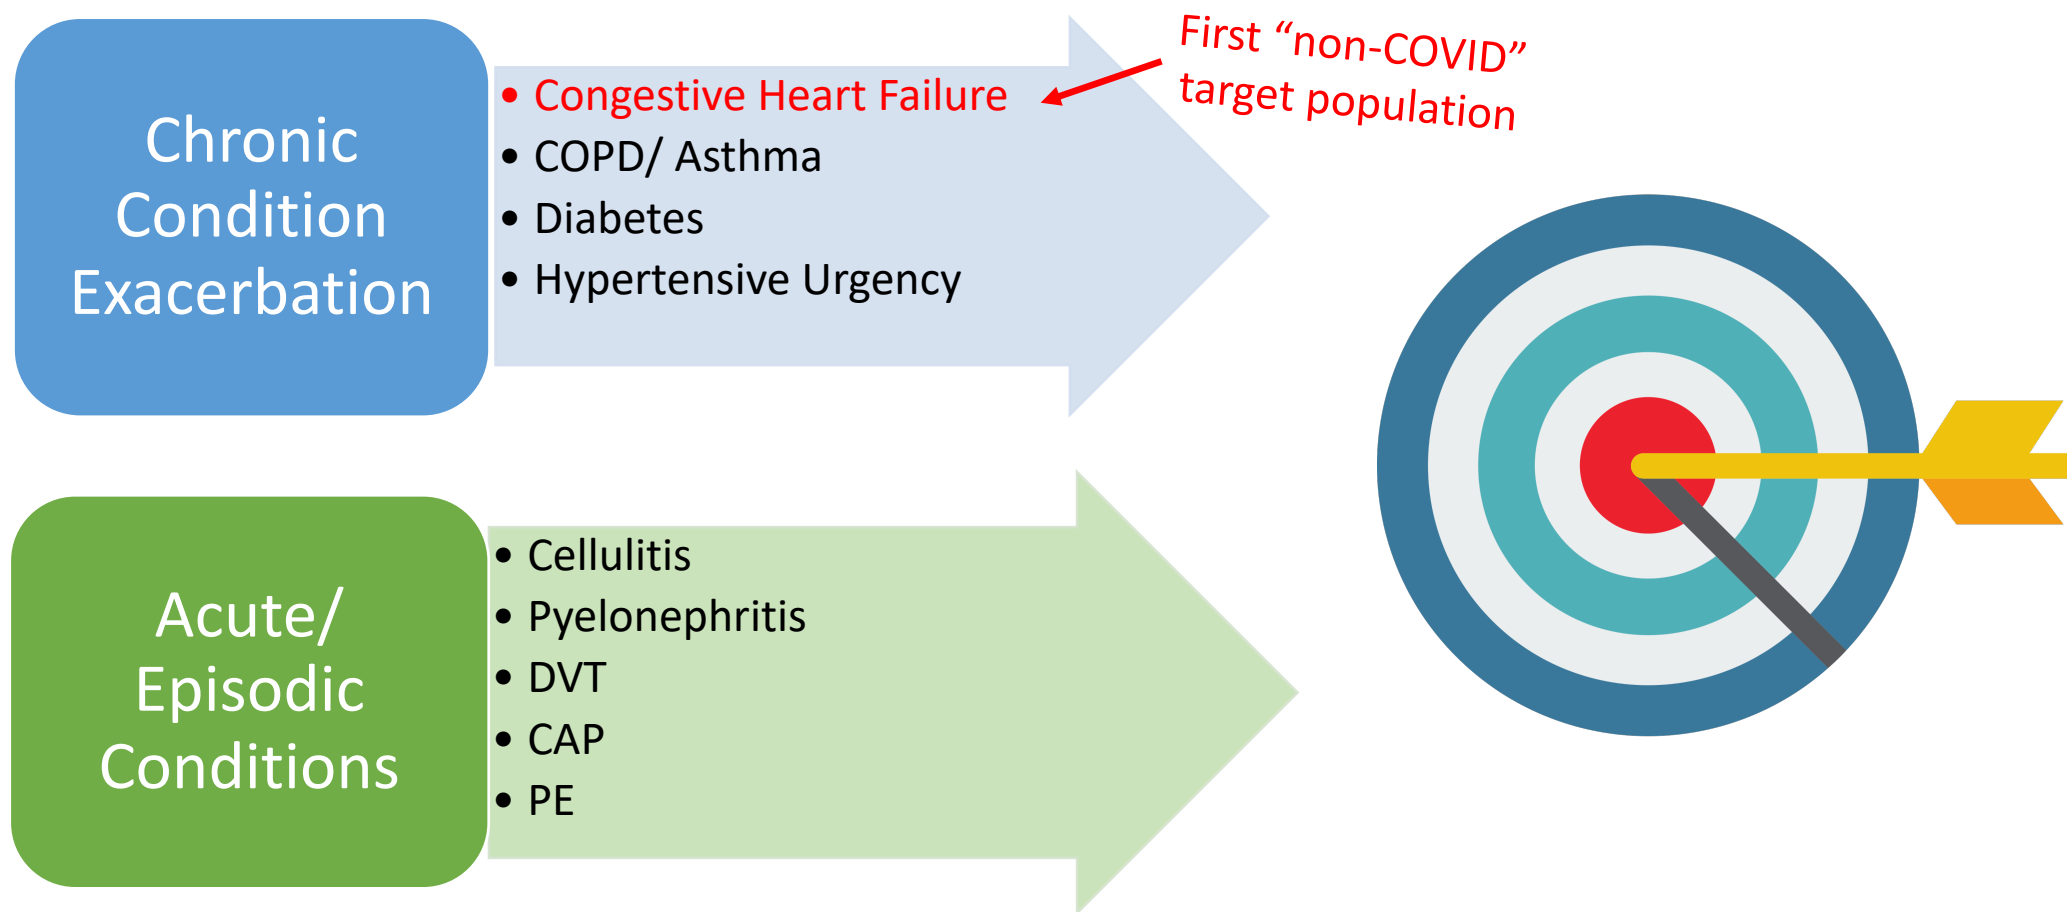 Chronic
Condition
Exacerbation
• Congestive Heart Failure
• COPD/ Asthma
• Diabetes
• Hypertensive Urgency
First “non-COVID”
target population
Acute/
Episodic
Conditions
• Cellulitis
• Pyelonephritis
• DVT
• CAP
• PE